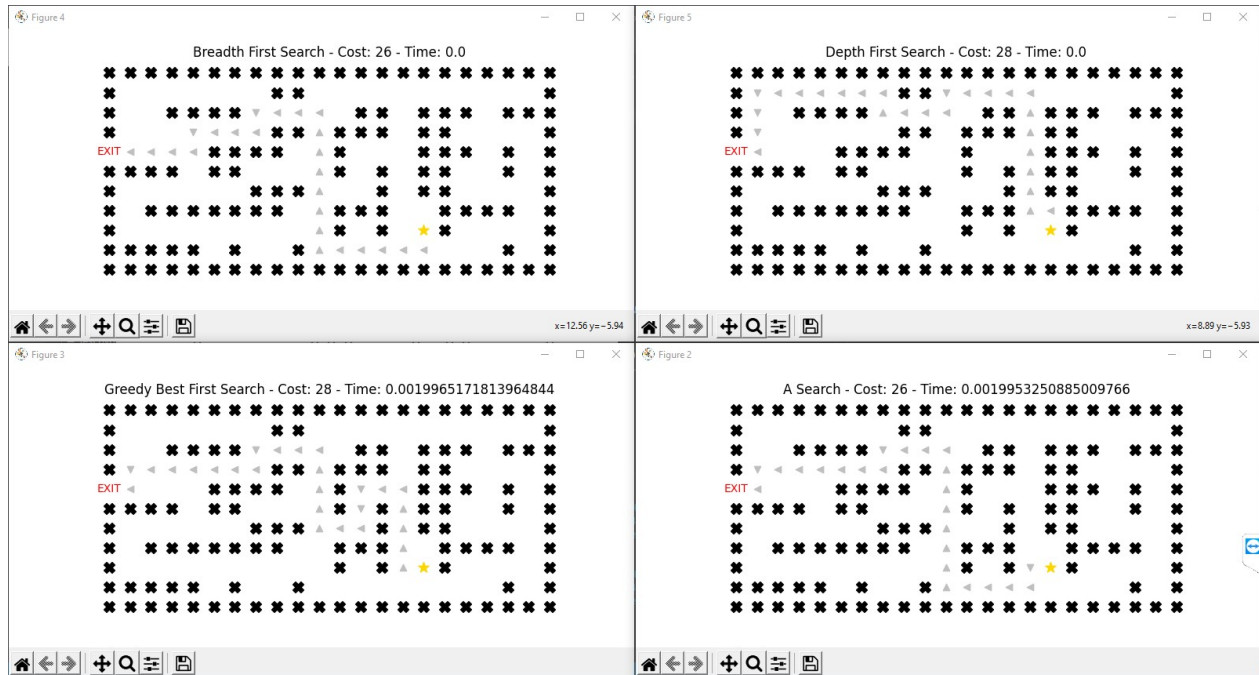 Figure 4
Breadth First Search - Cost: 26 - Time: 0.0
EXIT
x=12.56 y=−5.94
Figure 5
Depth First Search - Cost: 28 - Time: 0.0
EXIT
x=8.89 y=−5.93
Figure 3
Greedy Best First Search - Cost: 28 - Time: 0.0019965171813964844
EXIT
Figure 2
A Search - Cost: 26 - Time: 0.0019953250885009766
EXIT